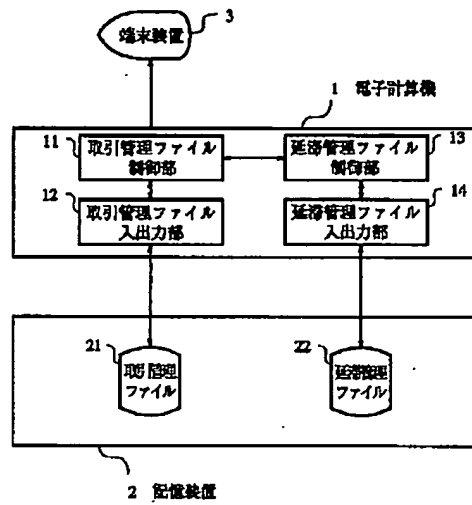 3
端末装置
1 電子計算機
11
取引管理ファイル
制御部
13
延滞管理ファイル
制御部
12
取引管理ファイル
入出力部
14
延滞管理ファイル
入出力部
21
取引管理
ファイル
22
延滞管理
ファイル
2 記憶装置